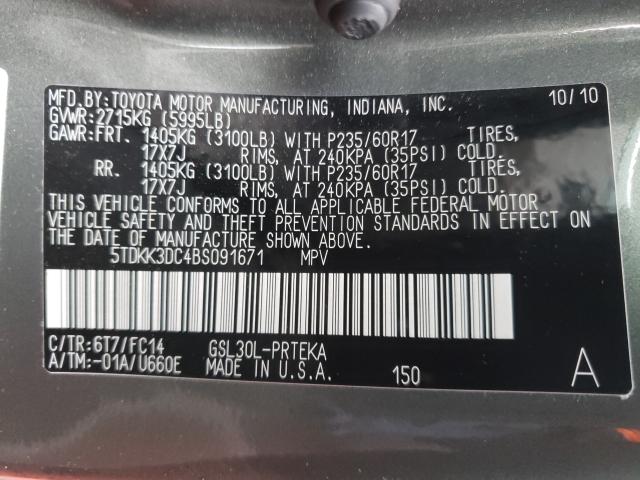 MFD.BY:TOYOTA MOTOR MANUFACTURING, INDIANA, INC. 10/10
GVWR:2715KG (5995LB)
GAWR:FRT. 1405KG (3100LB) WITH P235/60R17 TIRES,
17X7J RIMS, AT 240KPA (35PSI) COLD.
RR. 1405KG (3100LB) WITH P235/60R17 TIRES,
17X7J RIMS, AT 240KPA (35PSI) COLD.
THIS VEHICLE CONFORMS TO ALL APPLICABLE FEDERAL MOTOR
VEHICLE SAFETY AND THEFT PREVENTION STANDARDS IN EFFECT ON
THE DATE OF MANUFACTURE SHOWN ABOVE.
5TDKK3DC4BS091671 MPV
C/TR:6T7/FC14 GSL30L-PRTEKA
A/TM:-01A/U660E MADE IN U.S.A. 150 A